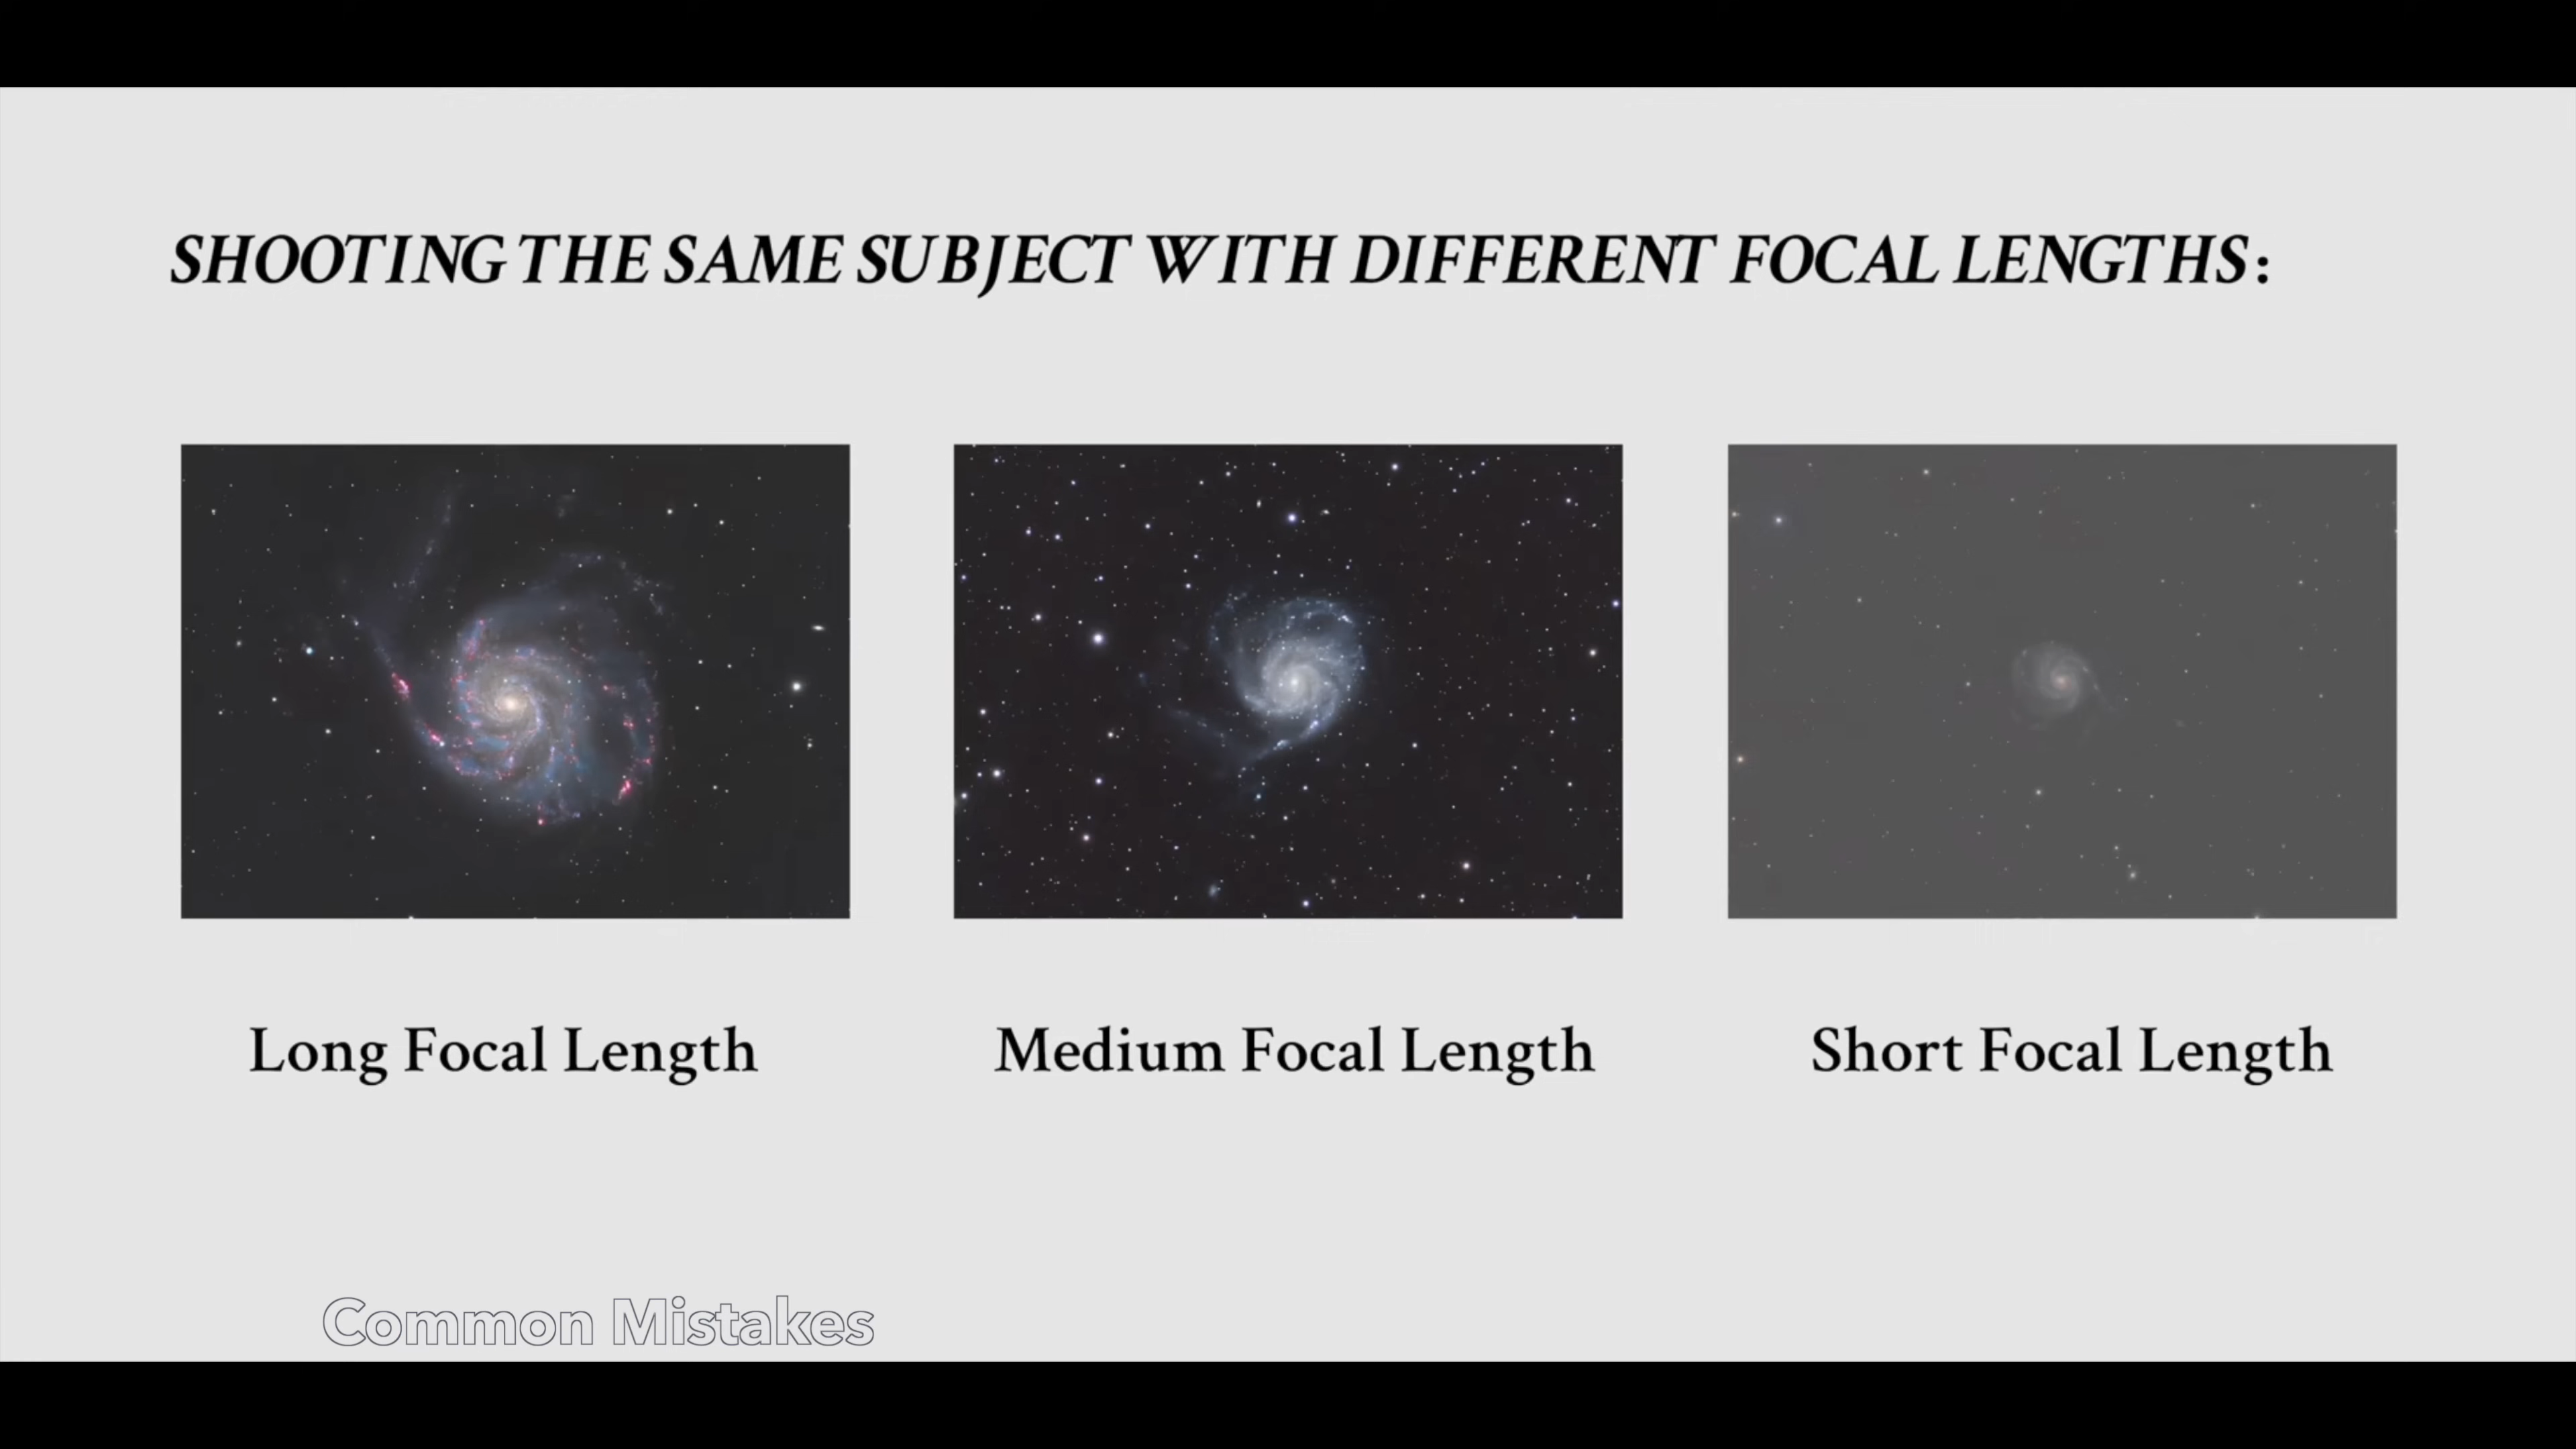 SHOOTING THE SAME SUBJECT WITH DIFFERENT FOCAL LENGTHS:
Long Focal Length
Medium Focal Length
Short Focal Length
Common Mistakes